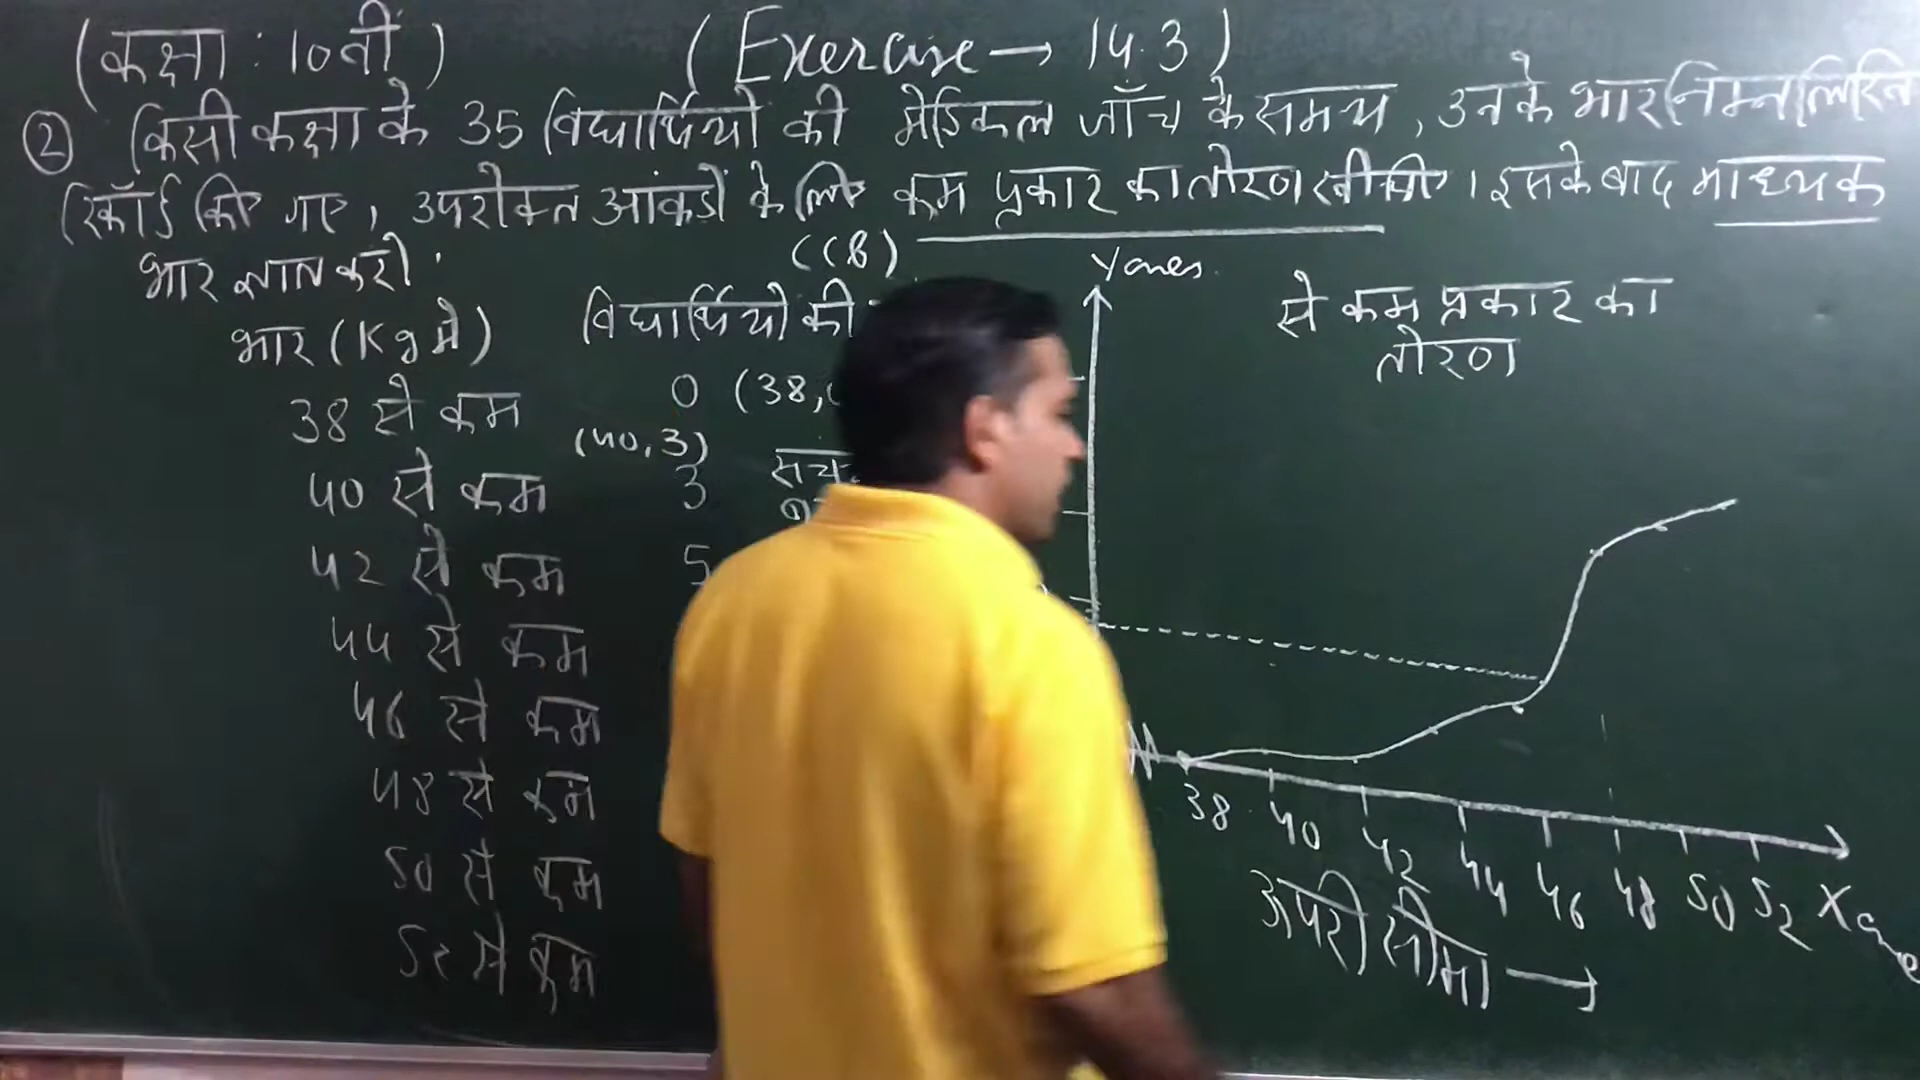 (कक्षा : 10वीं)
(Exercise → 14.3)
② किसी कक्षा के 35 विद्यार्थियों की मेडिकल जाँच के समय, उनके भार निम्नलिखित
रिकॉर्ड किए गए, उपरोक्त आंकडों के लिए कम प्रकार का तोरण खींचीए। इसके बाद माध्यक
भार ज्ञात करो।
भार (Kg में)
विद्यार्थियों की
38 से कम 0 (38,
(40,3)
40 से कम 3
42 से कम 5
44 से कम
46 से कम
48 से कम
50 से कम
52 से कम
से कम प्रकार का
तोरण
38 40 42 44 46 48 50 52
ऊपरी सीमा →